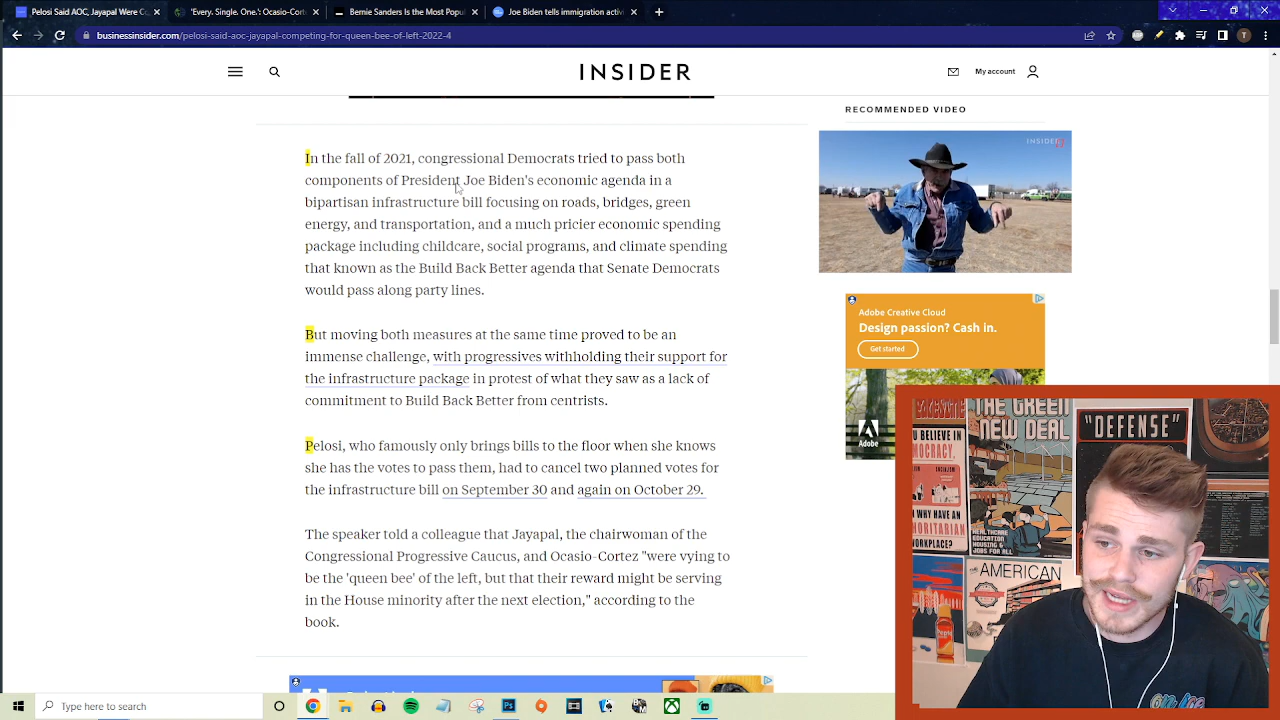 Pelosi Said AOC, Jayapal Were C
'Every. Single. One.': Ocasio-Cort
Bernie Sanders Is the Most Pop
Joe Biden tells immigration activi
businessinsider.com/pelosi-said-aoc-jayapal-competing-for-queen-bee-of-left-2022-4
T
INSIDER
My account
In the fall of 2021, congressional Democrats tried to pass both
components of President Joe Biden's economic agenda in a
bipartisan infrastructure bill focusing on roads, bridges, green
energy, and transportation, and a much pricier economic spending
package including childcare, social programs, and climate spending
that known as the Build Back Better agenda that Senate Democrats
would pass along party lines.
But moving both measures at the same time proved to be an
immense challenge, with progressives withholding their support for
the infrastructure package in protest of what they saw as a lack of
commitment to Build Back Better from centrists.
Pelosi, who famously only brings bills to the floor when she knows
she has the votes to pass them, had to cancel two planned votes for
the infrastructure bill on September 30 and again on October 29.
The speaker told a colleague that Jayapal, the chairwoman of the
Congressional Progressive Caucus, and Ocasio-Cortez "were vying to
be the 'queen bee' of the left, but that their reward might be serving
in the House minority after the next election," according to the
book.
RECOMMENDED VIDEO
INSIDER
Adobe Creative Cloud
Design passion? Cash in.
Get started
Adobe
THE GREEN
NEW DEAL
HEALTHCARE
EDUCATION
HOUSING &
JOBS FOR ALL
"DEFENSE"
AMERICAN
Type here to search